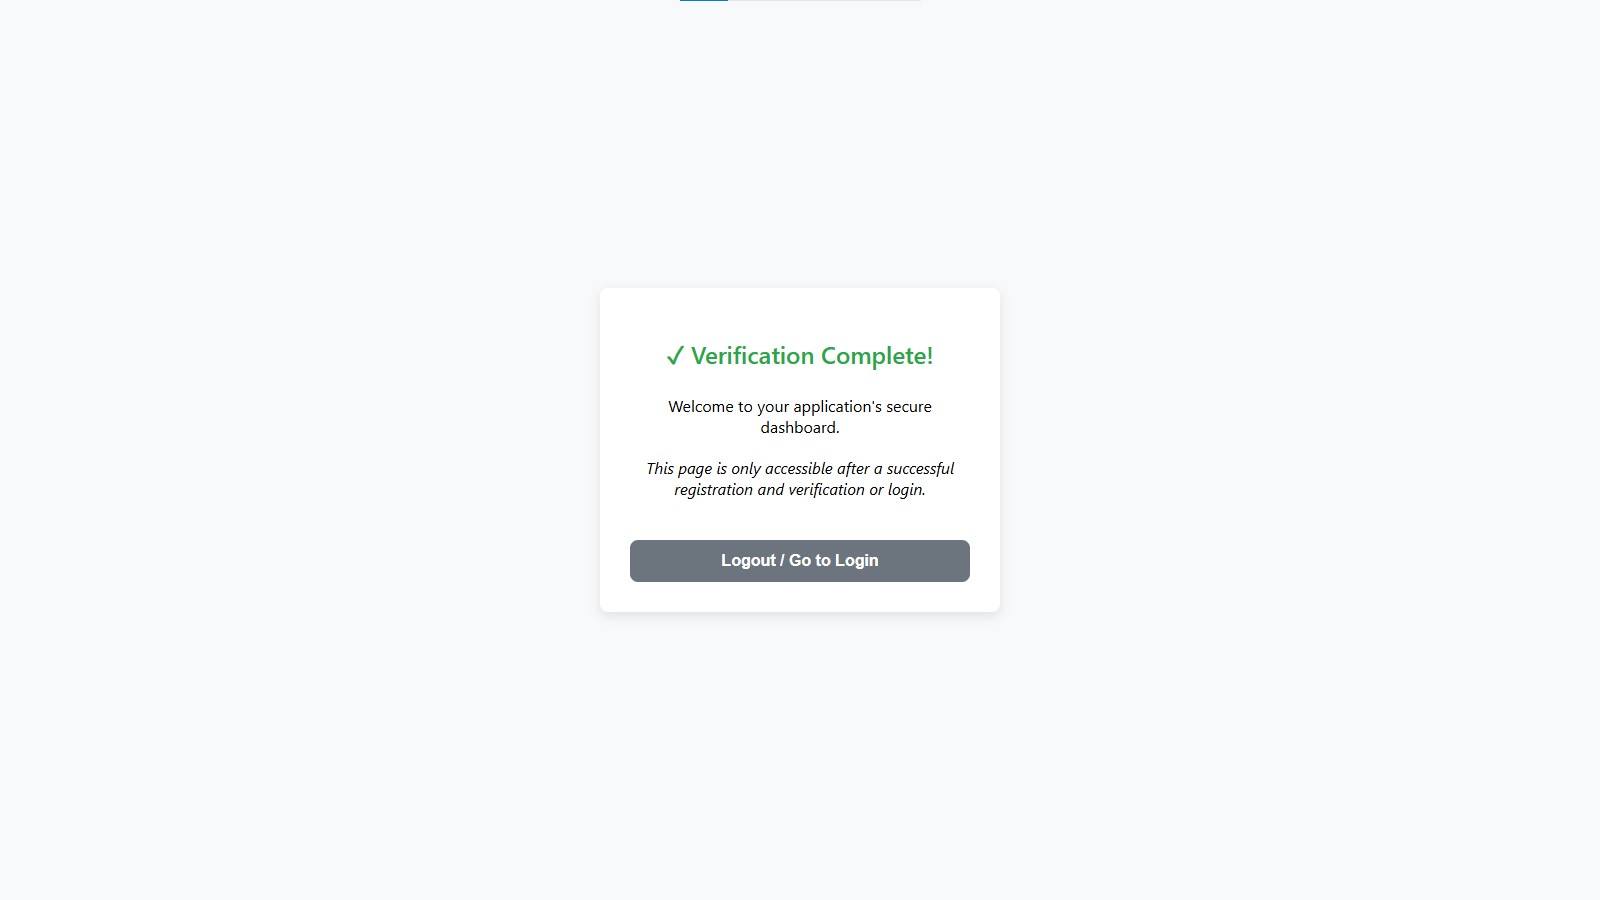 ✓ Verification Complete!
Welcome to your application's secure
dashboard.
This page is only accessible after a successful
registration and verification or login.
Logout / Go to Login